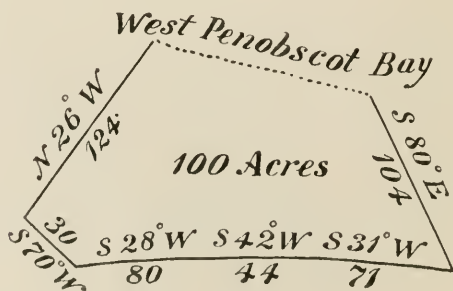 West Penobscot Bay
N 26° W
124.
S 80° E
104
100 Acres
30
S 70° W
S 28° W S 42° W S 31° W
80 44 71